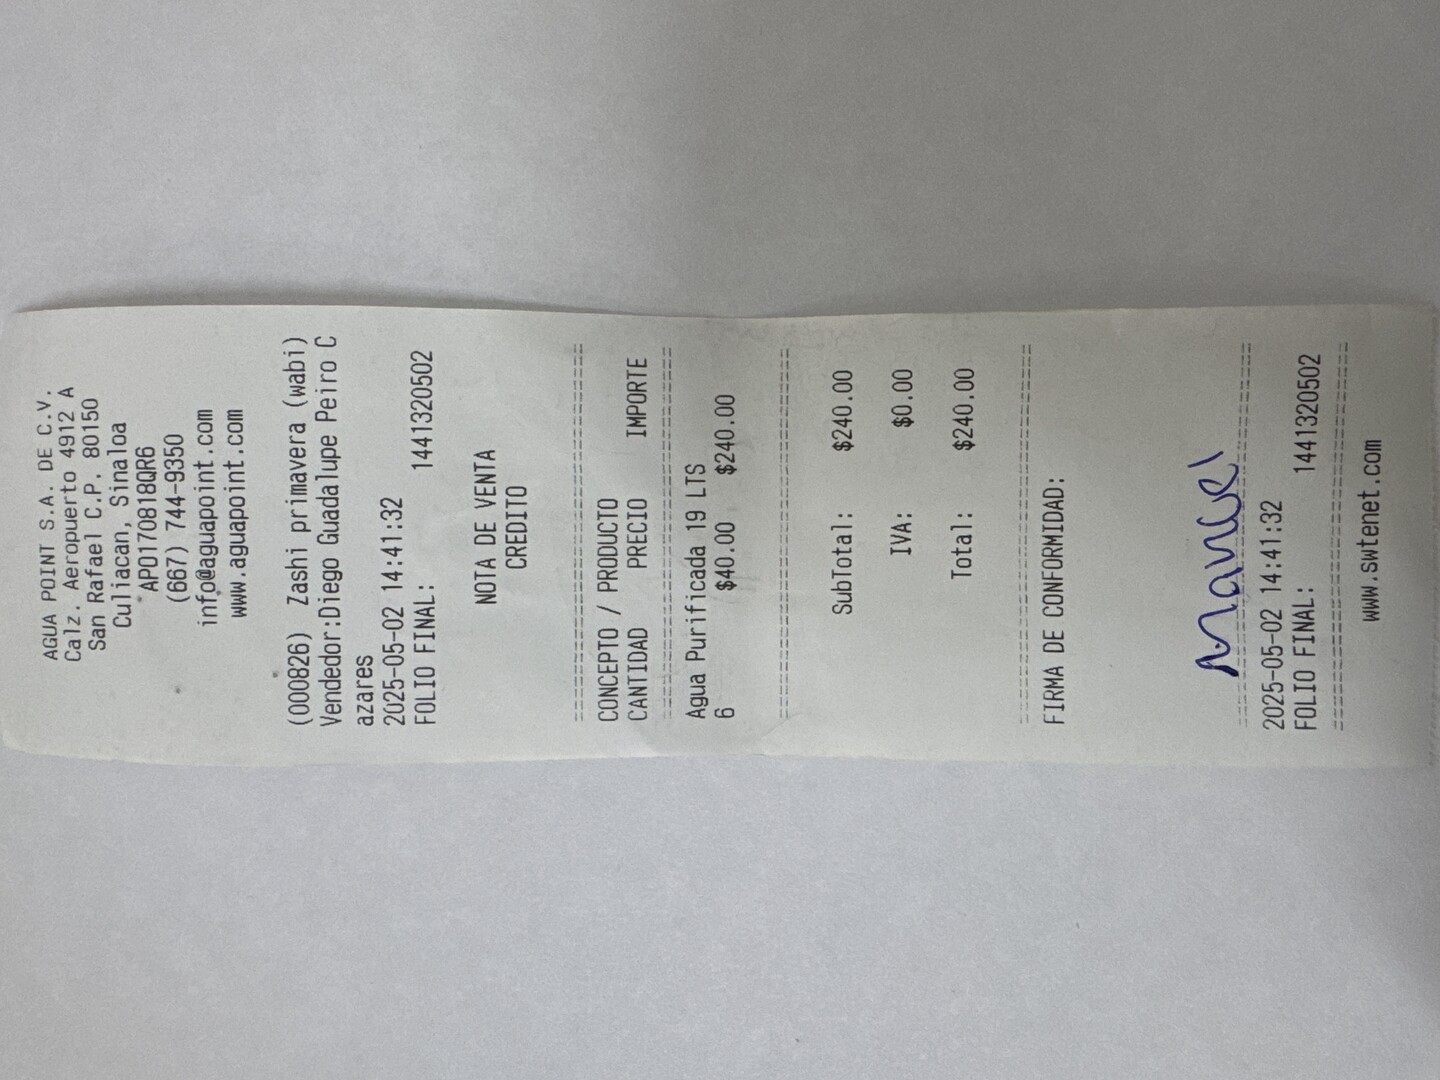 AGUA POINT S.A. DE C.V.
Calz. Aeropuerto 4912 A
San Rafael C.P. 80150
Culiacan, Sinaloa
APO170818QR6
(667) 744-9350
info@aguapoint.com
www.aguapoint.com
(000826) Zashi primavera (wabi)
Vendedor:Diego Guadalupe Peiro C
azares
2025-05-02 14:41:32
FOLIO FINAL: 1441320502
NOTA DE VENTA
CREDITO
================================
CONCEPTO / PRODUCTO
CANTIDAD PRECIO IMPORTE
================================
Agua Purificada 19 LTS
6 $40.00 $240.00
================================
SubTotal: $240.00
IVA: $0.00
Total: $240.00
================================
FIRMA DE CONFORMIDAD:
Manuel
================================
2025-05-02 14:41:32
FOLIO FINAL: 1441320502
================================
www.swtenet.com